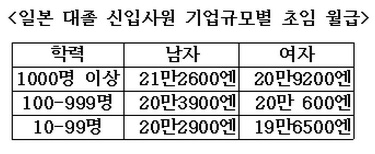 <일본 대졸 신입사원 기업규모별 초임 월급>
학력 남자 여자
1000명 이상 21만2600엔 20만9200엔
100-999명 20만3900엔 20만 600엔
10-99명 20만2900엔 19만6500엔